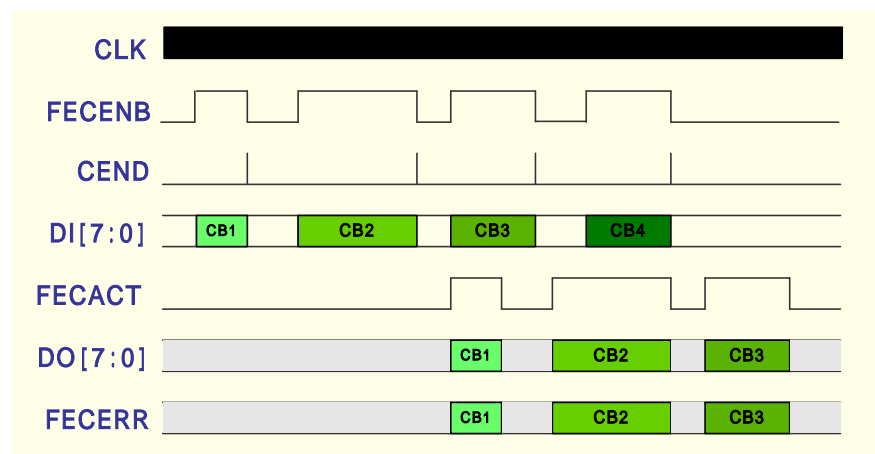 CLK
FECENB
CEND
DI[7:0] CB1 CB2 CB3 CB4
FECACT
DO[7:0] CB1 CB2 CB3
FECERR CB1 CB2 CB3